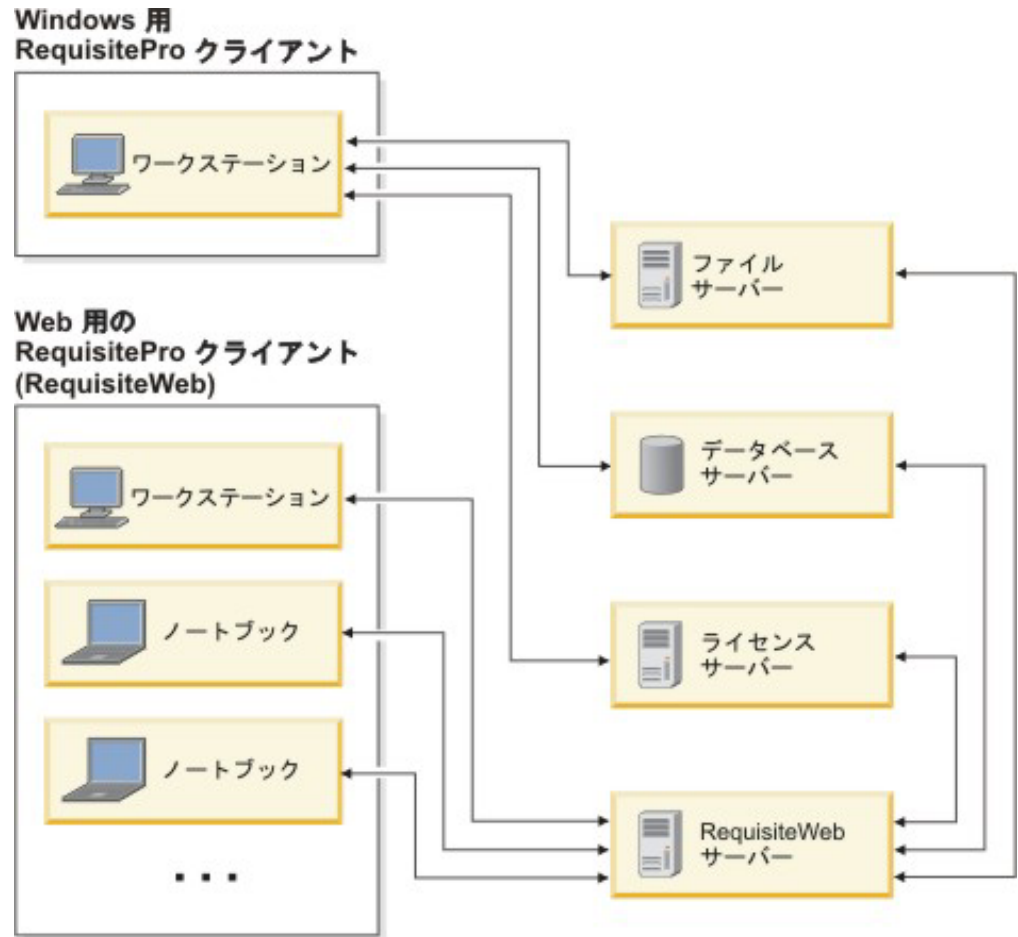 Windows 用
RequisitePro クライアント
ワークステーション
ファイル
サーバー
Web 用の
RequisitePro クライアント
(RequisiteWeb)
データベース
サーバー
ワークステーション
ノートブック
ライセンス
サーバー
ノートブック
RequisiteWeb
サーバー
...